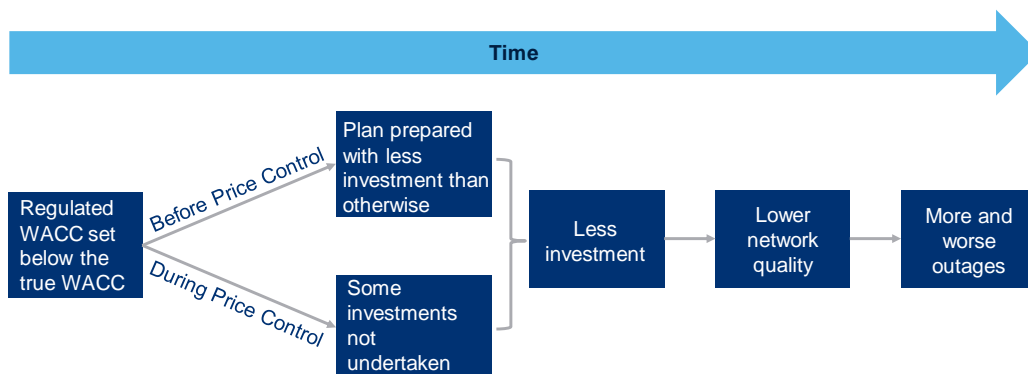 Time
Regulated
WACC set
below the
true WACC
Before Price Control
During Price Control
Plan prepared
with less
investment than
otherwise
Some
investments
not
undertaken
Less
investment
Lower
network
quality
More and
worse
outages